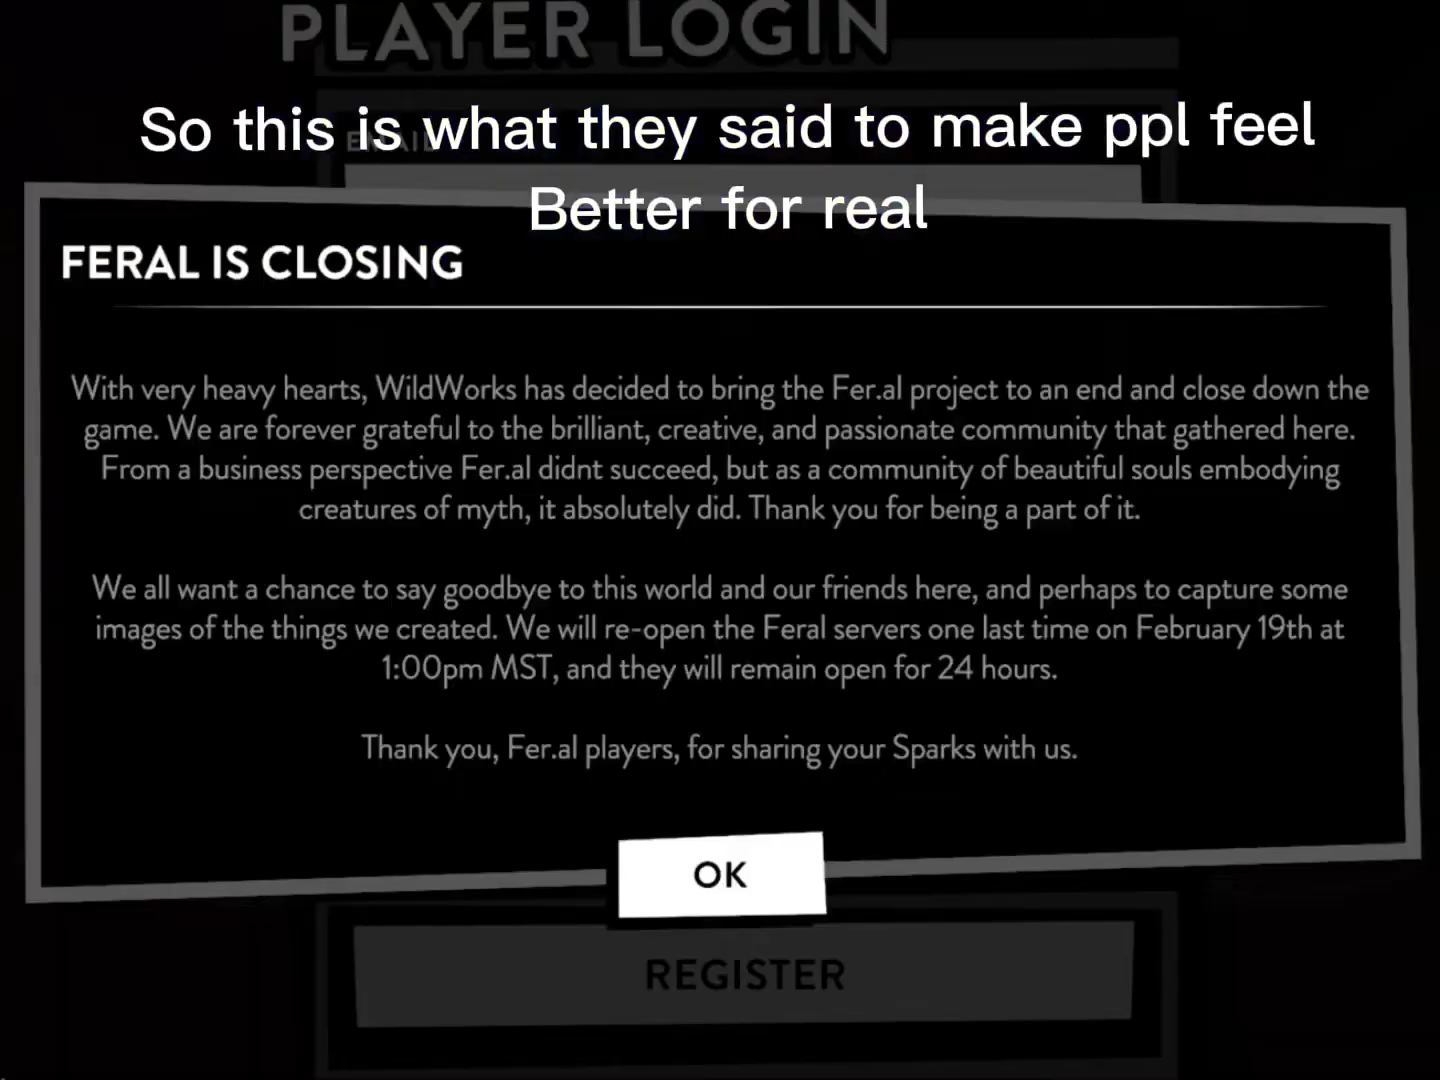 PLAYER LOGIN
EMAIL
So this is what they said to make ppl feel
Better for real
FERAL IS CLOSING
With very heavy hearts, WildWorks has decided to bring the Fer.al project to an end and close down the
game. We are forever grateful to the brilliant, creative, and passionate community that gathered here.
From a business perspective Fer.al didnt succeed, but as a community of beautiful souls embodying
creatures of myth, it absolutely did. Thank you for being a part of it.
We all want a chance to say goodbye to this world and our friends here, and perhaps to capture some
images of the things we created. We will re-open the Feral servers one last time on February 19th at
1:00pm MST, and they will remain open for 24 hours.
Thank you, Fer.al players, for sharing your Sparks with us.
OK
REGISTER